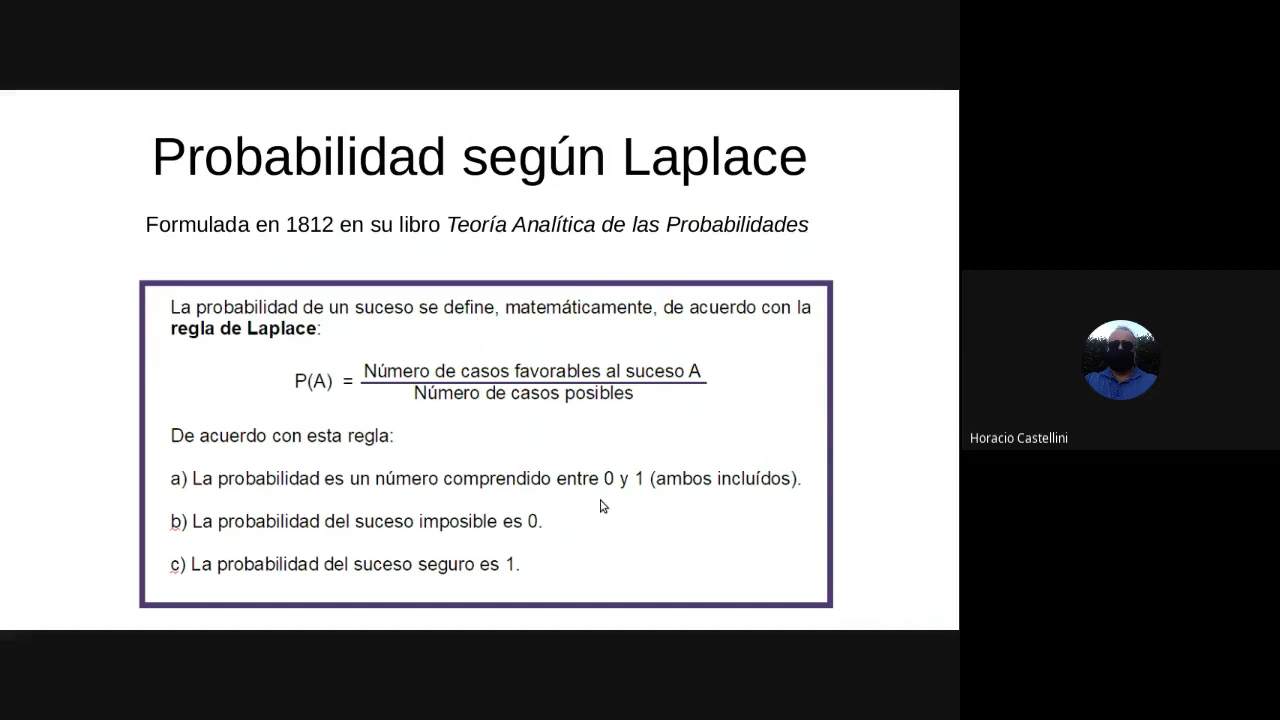 Probabilidad según Laplace
Formulada en 1812 en su libro Teoría Analítica de las Probabilidades
La probabilidad de un suceso se define, matemáticamente, de acuerdo con la
regla de Laplace:
P(A) = Número de casos favorables al suceso A
Número de casos posibles
De acuerdo con esta regla:
a) La probabilidad es un número comprendido entre 0 y 1 (ambos incluídos).
b) La probabilidad del suceso imposible es 0.
c) La probabilidad del suceso seguro es 1.
Horacio Castellini